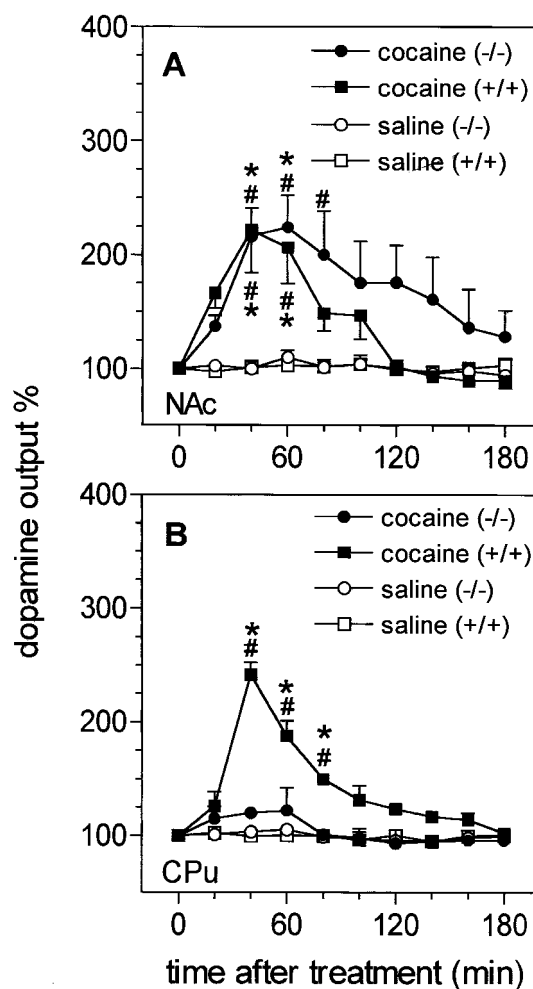 400
A
cocaine (-/-)
cocaine (+/+)
saline (-/-)
saline (+/+)
300
* *
# # #
200
# #
* *
100
NAc
0 60 120 180
400
B
cocaine (-/-)
cocaine (+/+)
saline (-/-)
saline (+/+)
300
*
#
*
#
*
#
200
100
CPu
0 60 120 180
dopamine output %
time after treatment (min)